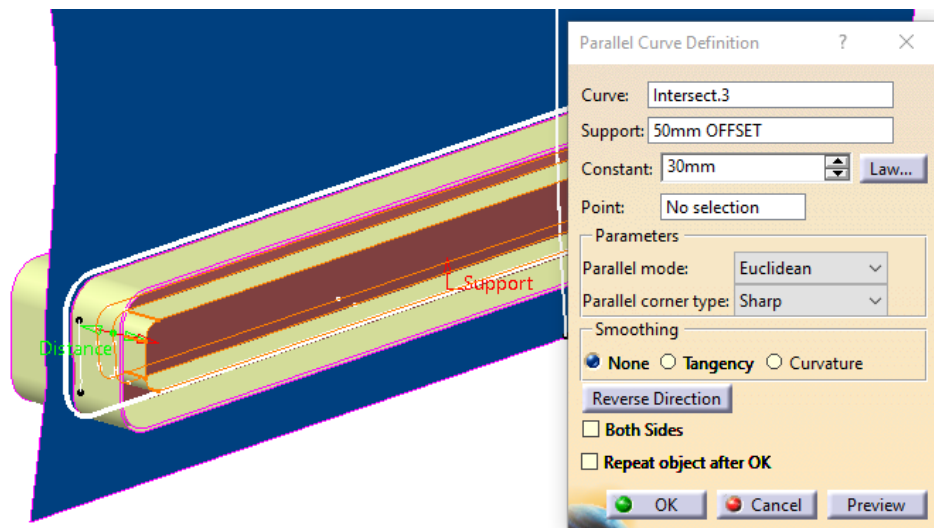 Parallel Curve Definition ? ×
Curve: Intersect.3
Support: 50mm OFFSET
Constant: 30mm Law...
Point: No selection
Parameters
Parallel mode: Euclidean
Parallel corner type: Sharp
Smoothing
None Tangency Curvature
Reverse Direction
Both Sides
Repeat object after OK
OK Cancel Preview
Support
Distance